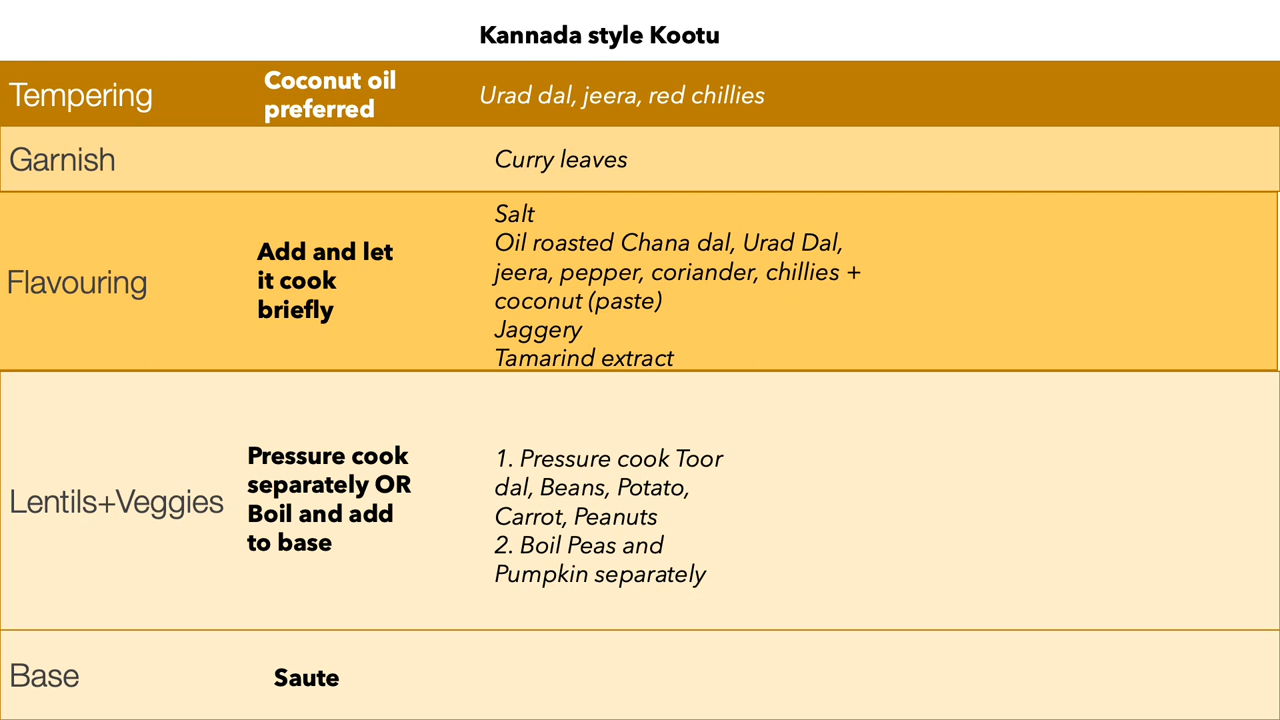 Kannada style Kootu
Tempering
Coconut oil
preferred
Urad dal, jeera, red chillies
Garnish
Curry leaves
Flavouring
Add and let
it cook
briefly
Salt
Oil roasted Chana dal, Urad Dal,
jeera, pepper, coriander, chillies +
coconut (paste)
Jaggery
Tamarind extract
Lentils+Veggies
Pressure cook
separately OR
Boil and add
to base
1. Pressure cook Toor
dal, Beans, Potato,
Carrot, Peanuts
2. Boil Peas and
Pumpkin separately
Base
Saute